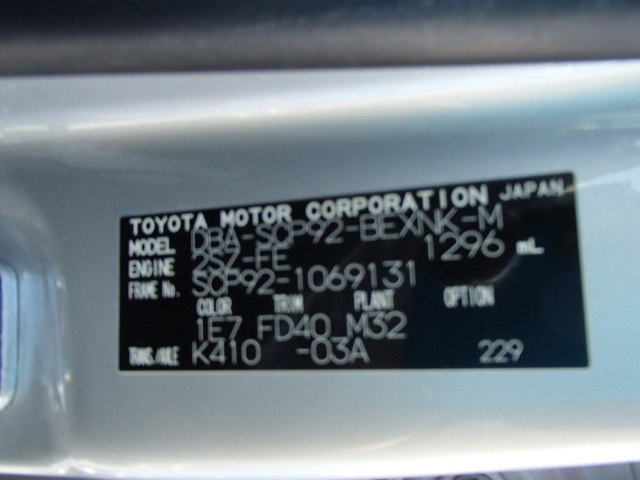 TOYOTA MOTOR CORPORATION JAPAN
MODEL DBA-SCP92-BEXNK-M
ENGINE 2SZ-FE 1296 mL
FRAME No. SCP92-1069131
COLOR TRIM PLANT OPTION
1E7 FD40 M32
TRANS/AXLE K410 -03A 229